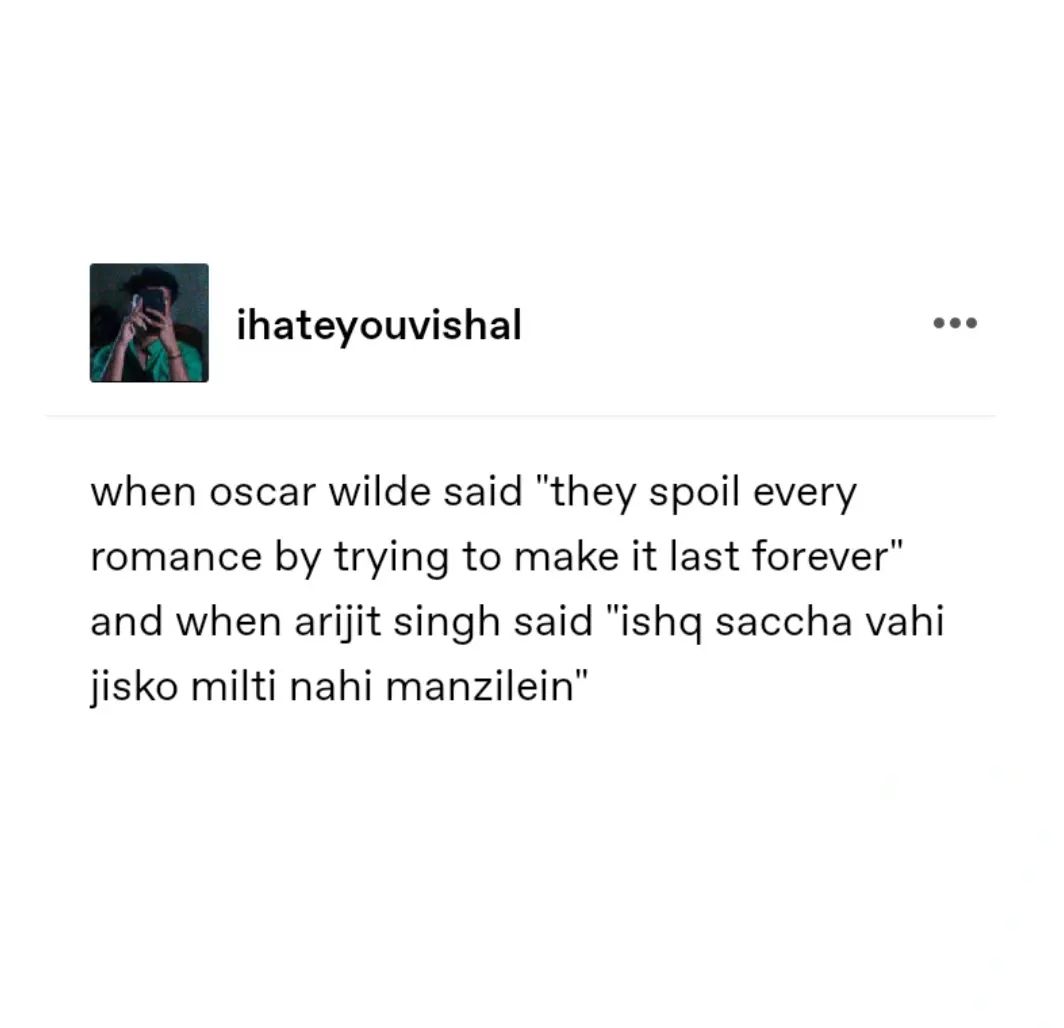 ihateyouvishal
when oscar wilde said "they spoil every
romance by trying to make it last forever"
and when arijit singh said "ishq saccha vahi
jisko milti nahi manzilein"